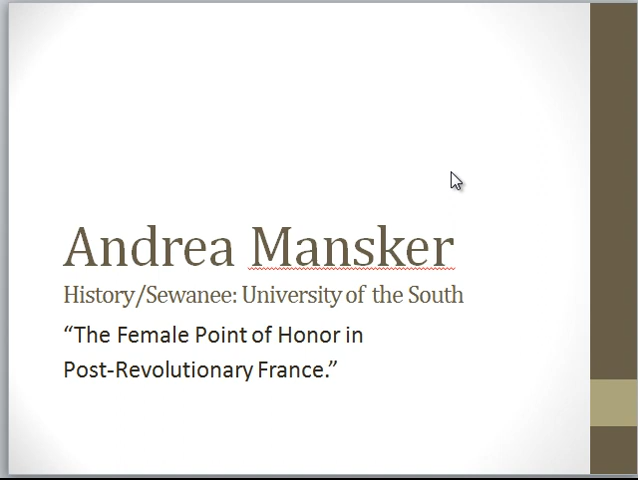 Andrea Mansker
History/Sewanee: University of the South
“The Female Point of Honor in
Post-Revolutionary France.”